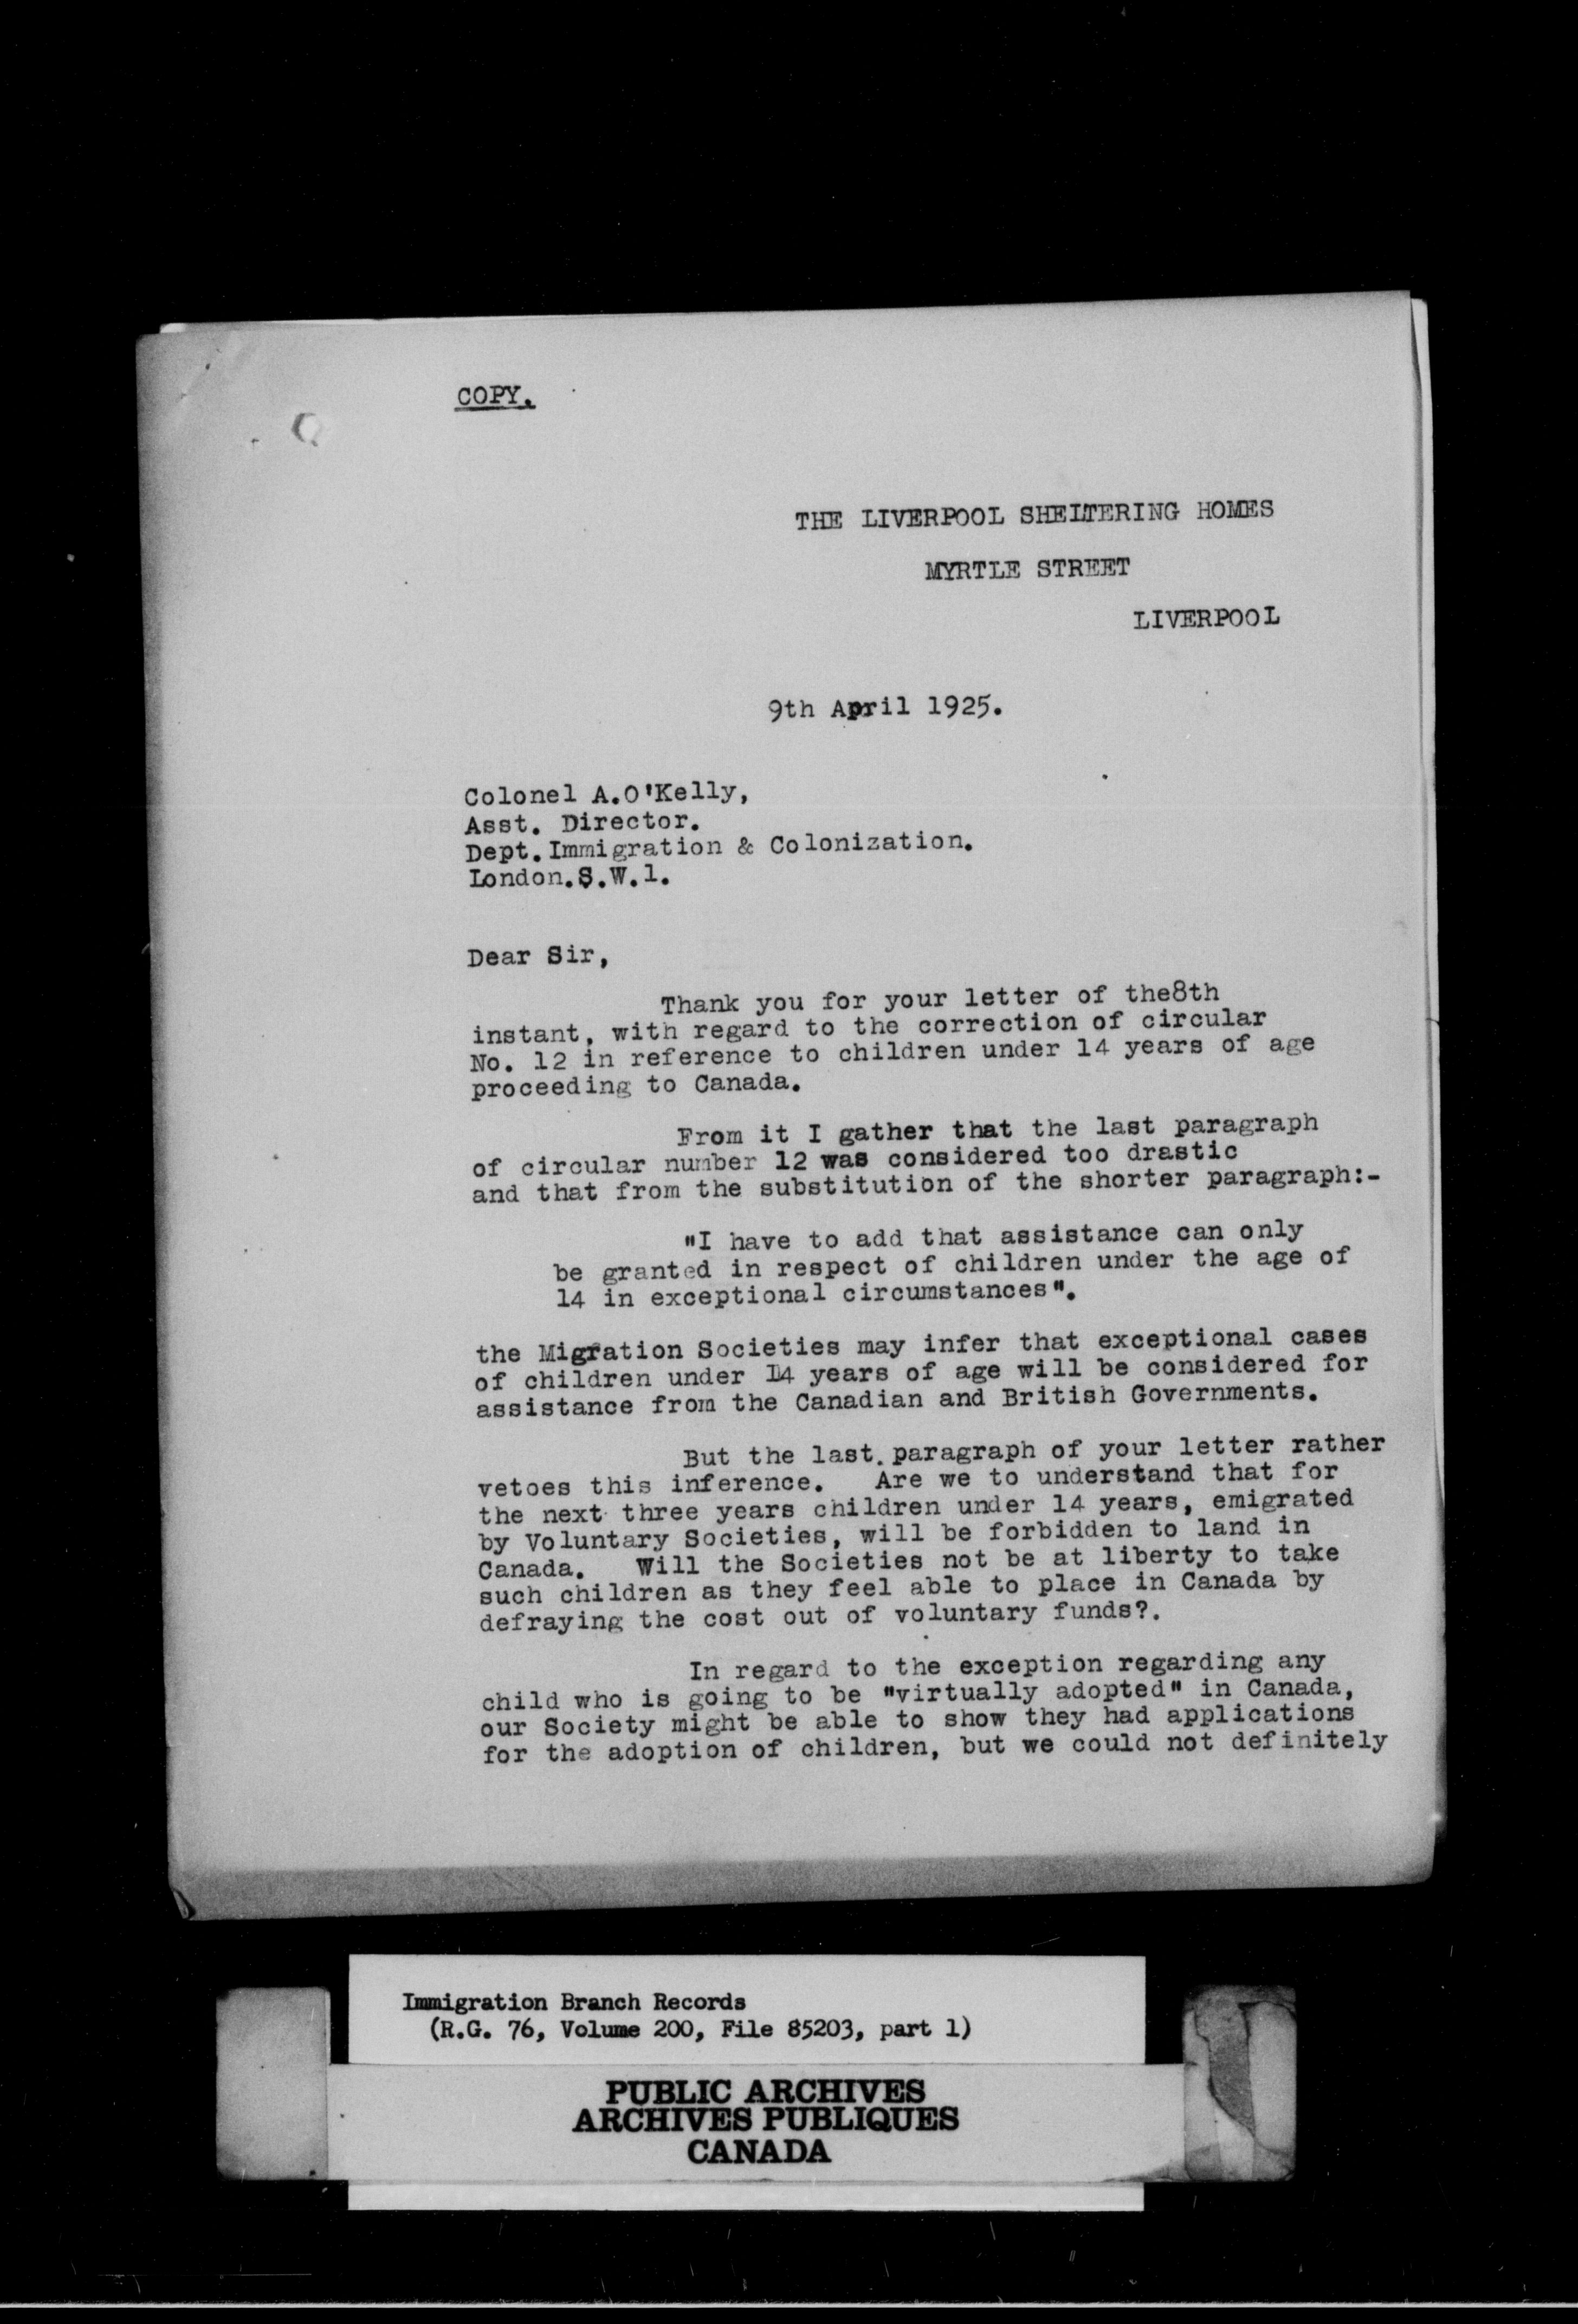 COPY.
THE LIVERPOOL SHELTERING HOMES
MYRTLE STREET
LIVERPOOL
9th April 1925.
Colonel A.O'Kelly,
Asst. Director.
Dept.Immigration & Colonization.
London.S.W.1.
Dear Sir,
Thank you for your letter of the8th
instant, with regard to the correction of circular
No. 12 in reference to children under 14 years of age
proceeding to Canada.
From it I gather that the last paragraph
of circular number 12 was considered too drastic
and that from the substitution of the shorter paragraph:-
"I have to add that assistance can only
be granted in respect of children under the age of
14 in exceptional circumstances".
the Migration Societies may infer that exceptional cases
of children under 14 years of age will be considered for
assistance from the Canadian and British Governments.
But the last paragraph of your letter rather
vetoes this inference. Are we to understand that for
the next three years children under 14 years, emigrated
by Voluntary Societies, will be forbidden to land in
Canada. Will the Societies not be at liberty to take
such children as they feel able to place in Canada by
defraying the cost out of voluntary funds?.
In regard to the exception regarding any
child who is going to be "virtually adopted" in Canada,
our Society might be able to show they had applications
for the adoption of children, but we could not definitely
Immigration Branch Records
(R.G. 76, Volume 200, File 85203, part 1)
PUBLIC ARCHIVES
ARCHIVES PUBLIQUES
CANADA